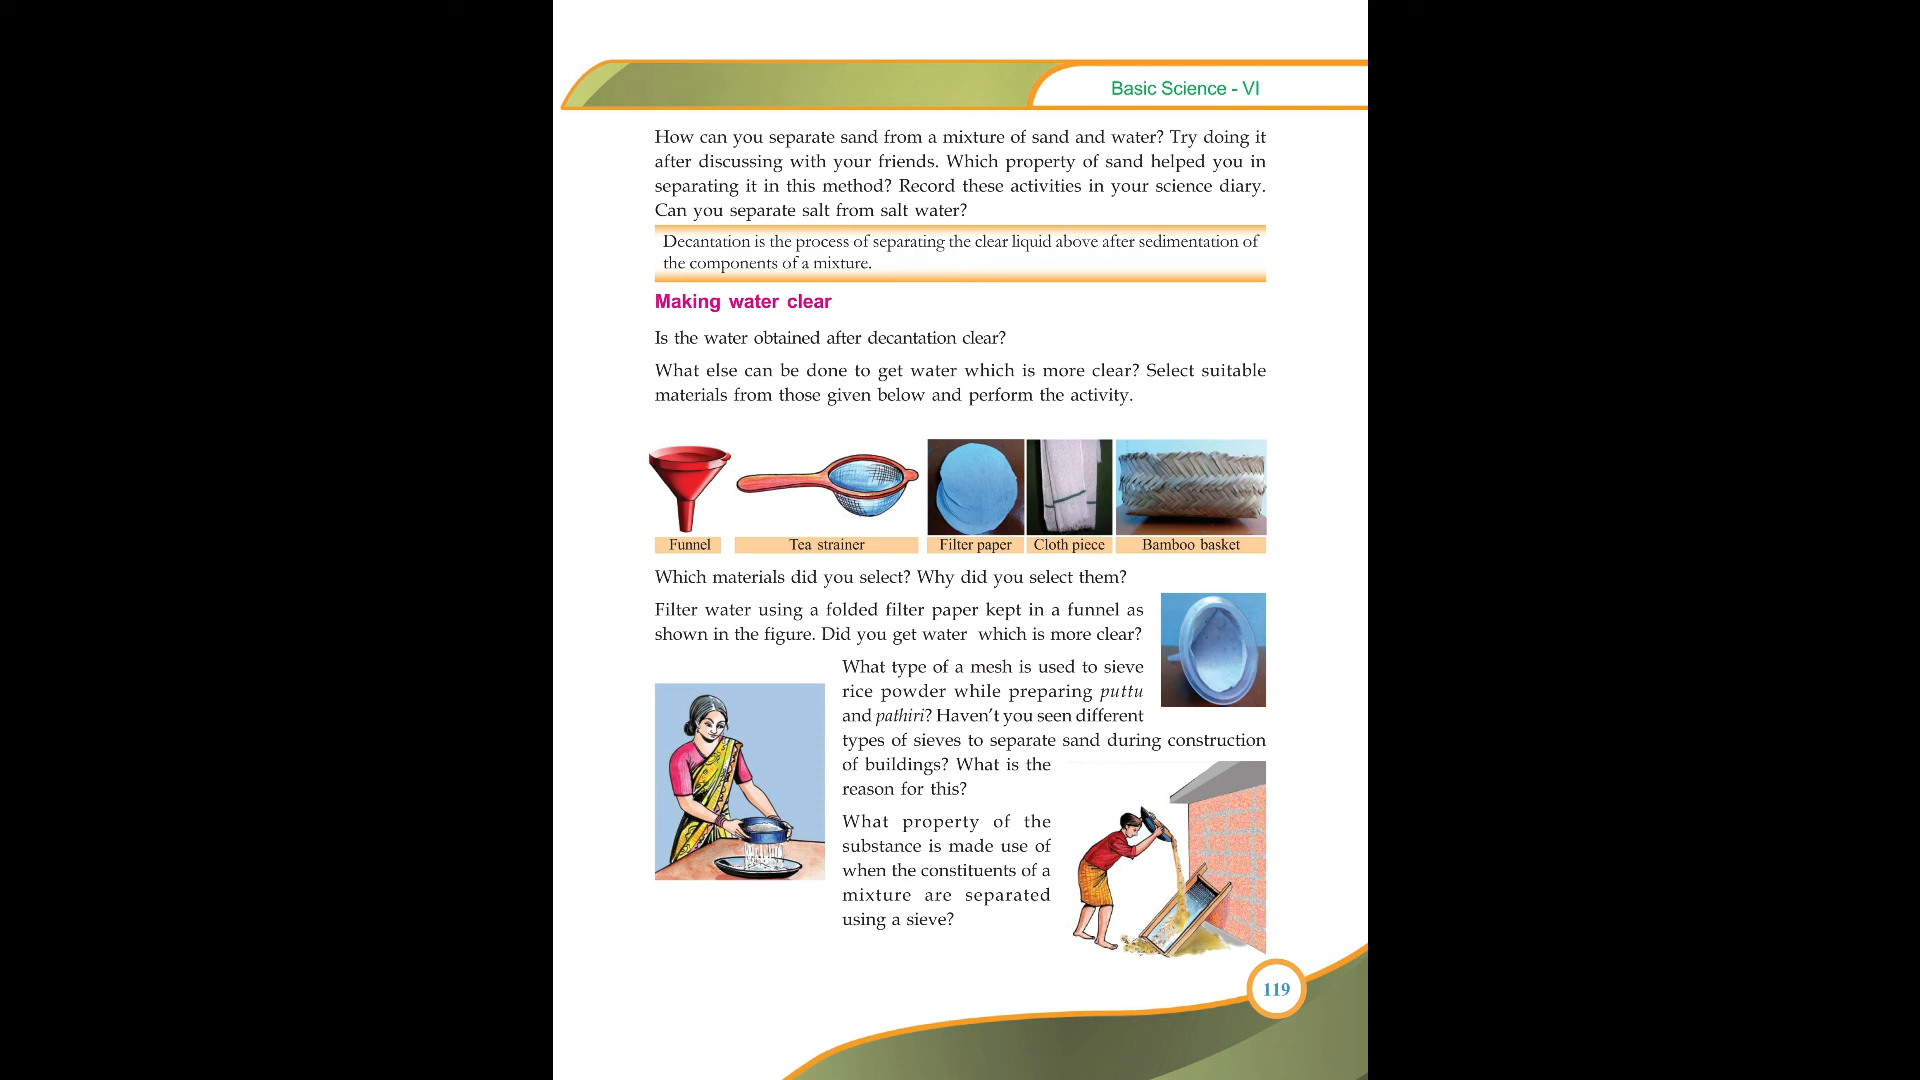 Basic Science - VI
How can you separate sand from a mixture of sand and water? Try doing it
after discussing with your friends. Which property of sand helped you in
separating it in this method? Record these activities in your science diary.
Can you separate salt from salt water?
Decantation is the process of separating the clear liquid above after sedimentation of
the components of a mixture.
Making water clear
Is the water obtained after decantation clear?
What else can be done to get water which is more clear? Select suitable
materials from those given below and perform the activity.
Funnel
Tea strainer
Filter paper
Cloth piece
Bamboo basket
Which materials did you select? Why did you select them?
Filter water using a folded filter paper kept in a funnel as
shown in the figure. Did you get water which is more clear?
What type of a mesh is used to sieve
rice powder while preparing puttu
and pathiri? Haven't you seen different
types of sieves to separate sand during construction
of buildings? What is the
reason for this?
What property of the
substance is made use of
when the constituents of a
mixture are separated
using a sieve?
119